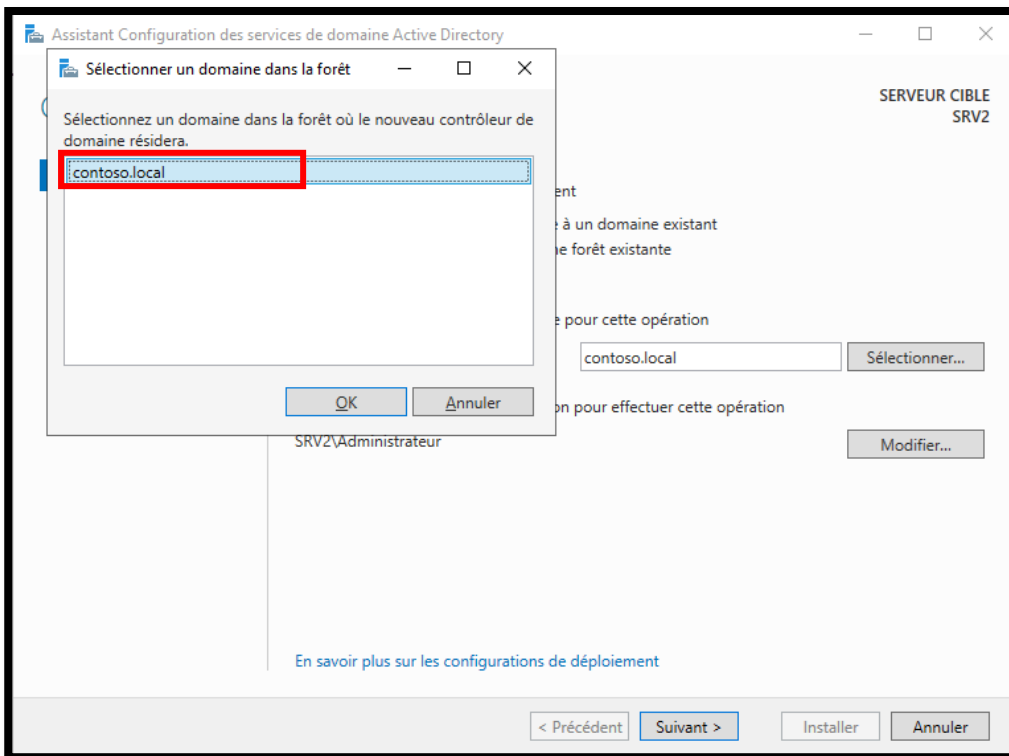 Assistant Configuration des services de domaine Active Directory
Sélectionner un domaine dans la forêt
SERVEUR CIBLE
SRV2
Sélectionnez un domaine dans la forêt où le nouveau contrôleur de
domaine résidera.
contoso.local
à un domaine existant
forêt existante
pour cette opération
contoso.local
Sélectionner...
OK
Annuler
pour effectuer cette opération
SRV2\Administrateur
Modifier...
En savoir plus sur les configurations de déploiement
< Précédent
Suivant >
Installer
Annuler